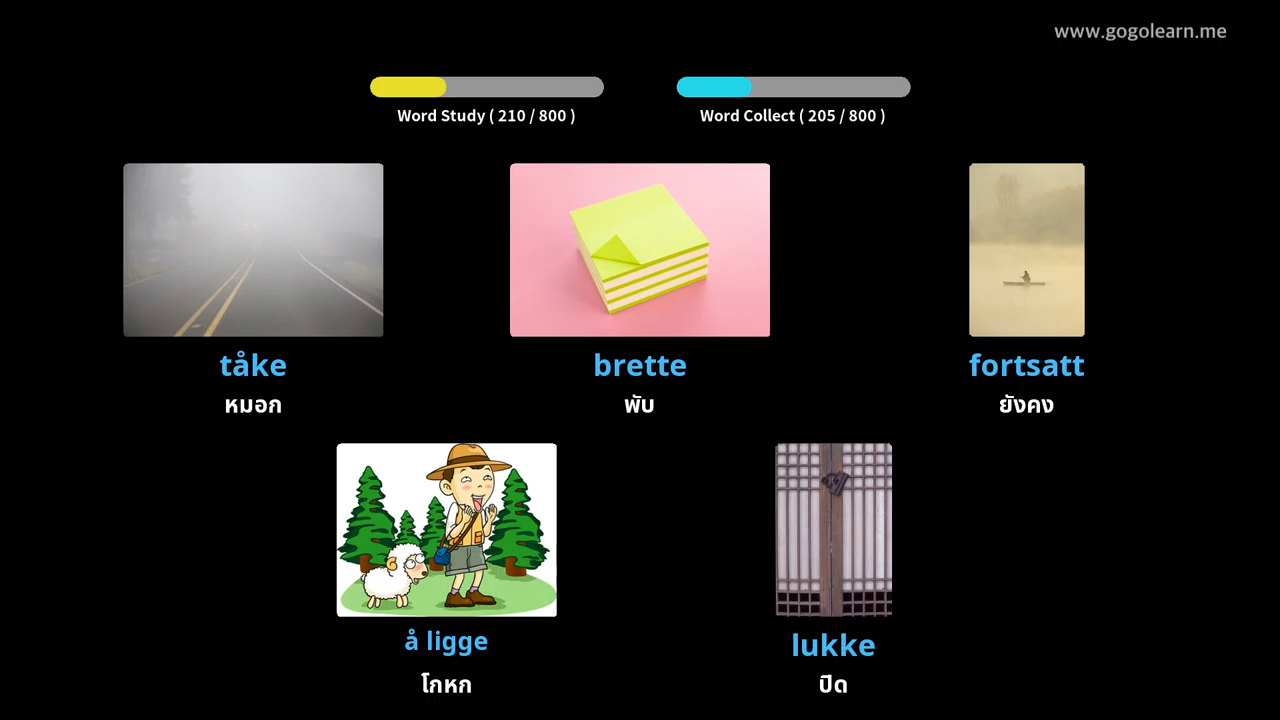 www.gogolearn.me
Word Study ( 210 / 800 )
Word Collect ( 205 / 800 )
tåke
หมอก
brette
พับ
fortsatt
ยังคง
å ligge
โกหก
lukke
ปิด